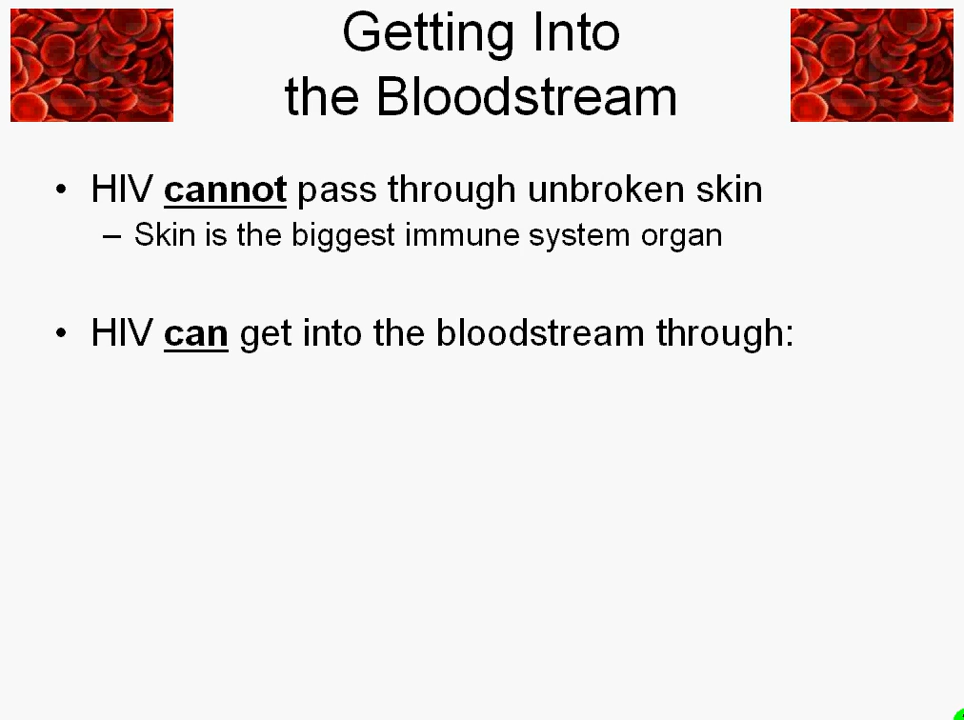 Getting Into
the Bloodstream
• HIV cannot pass through unbroken skin
– Skin is the biggest immune system organ
• HIV can get into the bloodstream through: